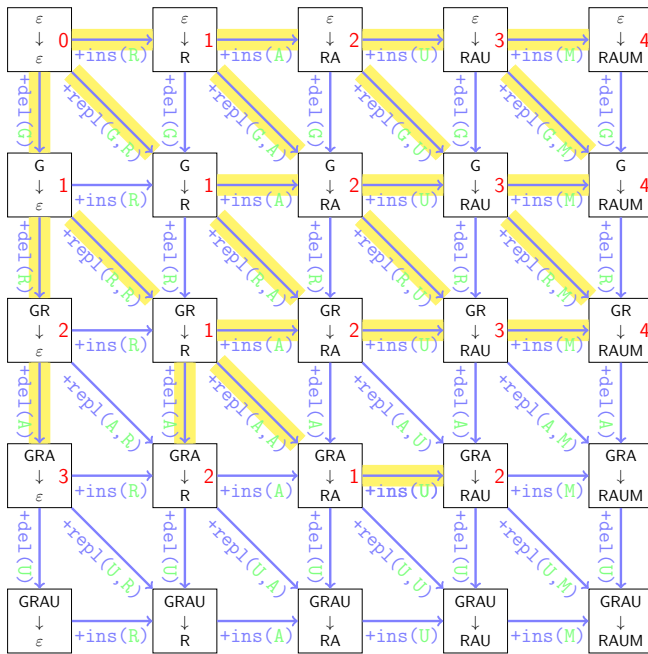 ε ε ε ε ε
↓ 0 ↓ 1 ↓ 2 ↓ 3 ↓ 4
ε +ins(R) R +ins(A) RA +ins(U) RAU +ins(M) RAUM
+del(G) +repl(G,R) +del(G) +repl(G,A) +del(G) +repl(G,U) +del(G) +repl(G,M) +del(G)
G G G G G
↓ 1 ↓ 1 ↓ 2 ↓ 3 ↓ 4
ε +ins(R) R +ins(A) RA +ins(U) RAU +ins(M) RAUM
+del(R) +repl(R,R) +del(R) +repl(R,A) +del(R) +repl(R,U) +del(R) +repl(R,M) +del(R)
GR GR GR GR GR
↓ 2 ↓ 1 ↓ 2 ↓ 3 ↓ 4
ε +ins(R) R +ins(A) RA +ins(U) RAU +ins(M) RAUM
+del(A) +repl(A,R) +del(A) +repl(A,A) +del(A) +repl(A,U) +del(A) +repl(A,M) +del(A)
GRA GRA GRA GRA GRA
↓ 3 ↓ 2 ↓ 1 ↓ 2 ↓
ε +ins(R) R +ins(A) RA +ins(U) RAU +ins(M) RAUM
+del(U) +repl(U,R) +del(U) +repl(U,A) +del(U) +repl(U,U) +del(U) +repl(U,M) +del(U)
GRAU GRAU GRAU GRAU GRAU
↓ ↓ ↓ ↓ ↓
ε +ins(R) R +ins(A) RA +ins(U) RAU +ins(M) RAUM